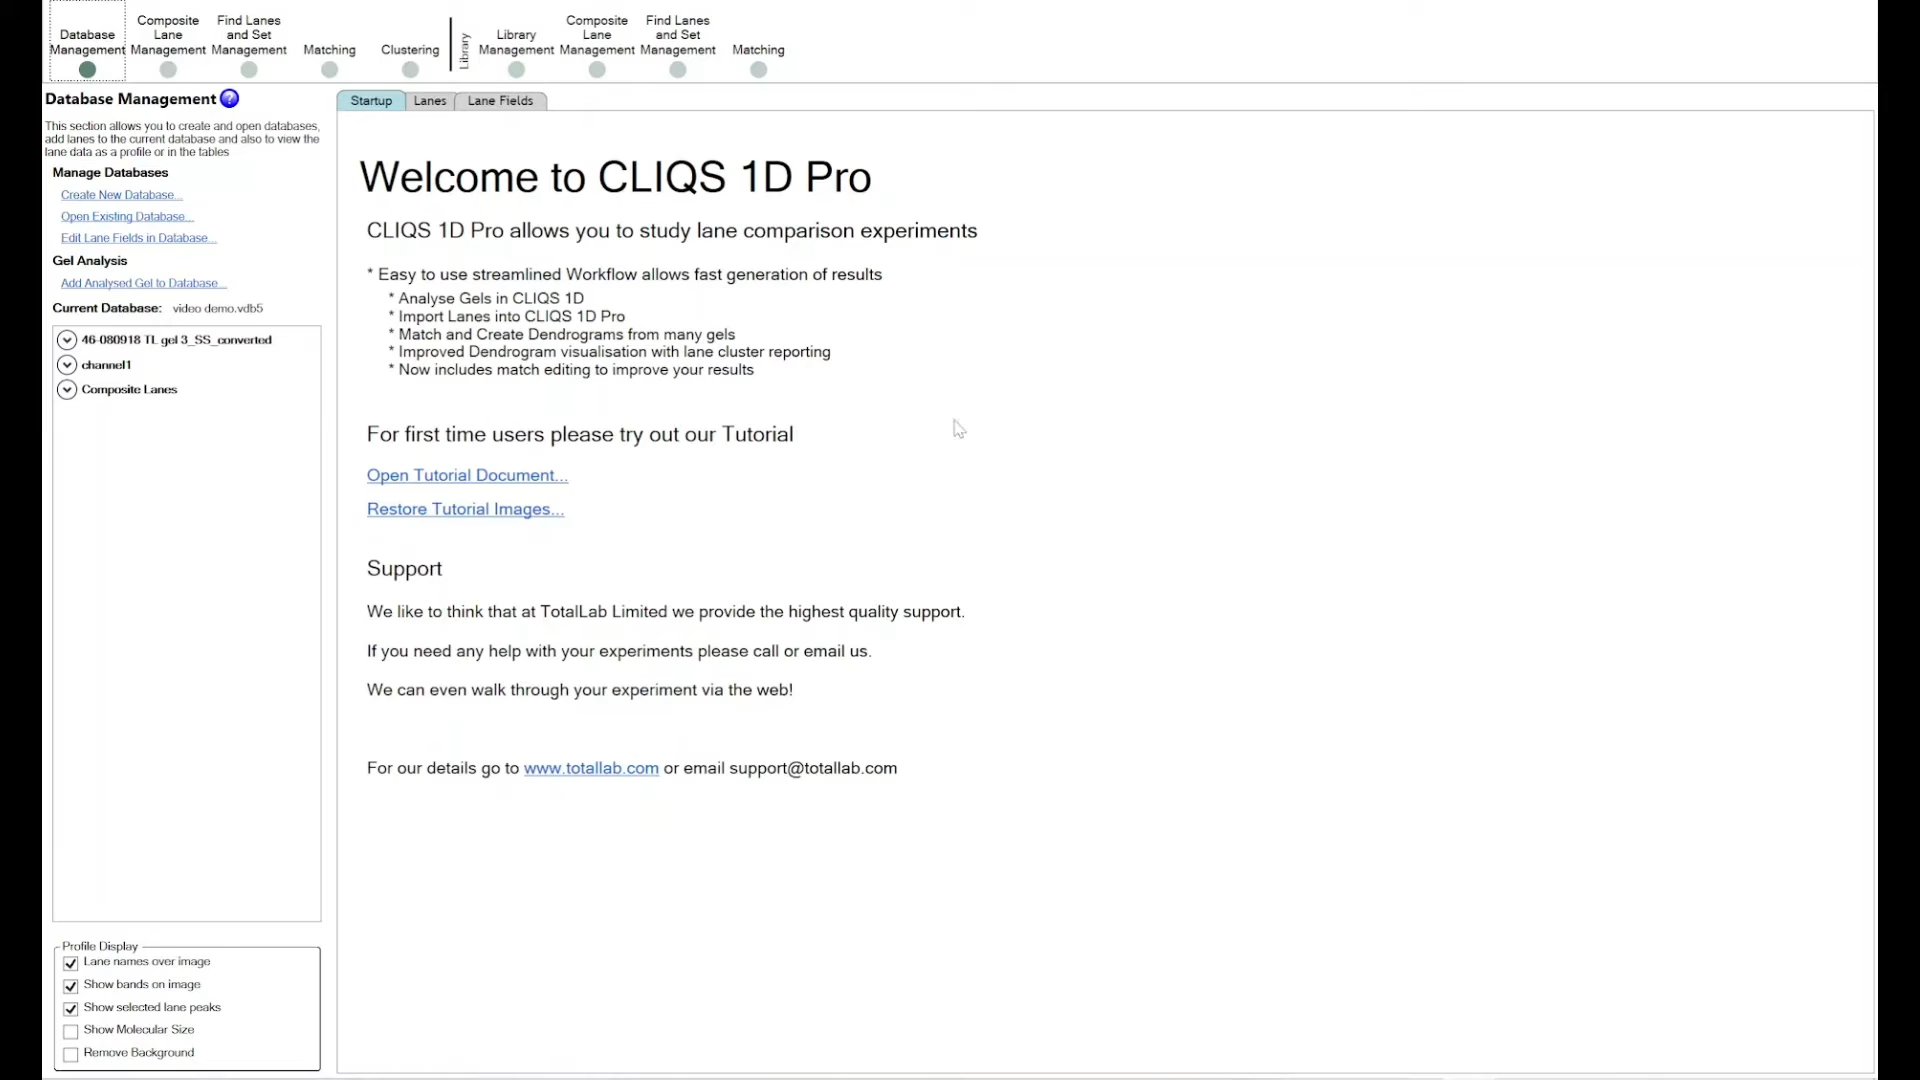 Database Management
Composite Lane Management
Find Lanes and Set Management
Matching
Clustering
Library
Library Management
Composite Lane Management
Find Lanes and Set Management
Matching
Database Management ?
This section allows you to create and open databases,
add lanes to the current database and also to view the
lane data as a profile or in the tables
Manage Databases
Create New Database...
Open Existing Database...
Edit Lane Fields in Database...
Gel Analysis
Add Analysed Gel to Database...
Current Database: video demo.vdb5
46-080918 TL gel 3_SS_converted
channel1
Composite Lanes
Profile Display
Lane names over image
Show bands on image
Show selected lane peaks
Show Molecular Size
Remove Background
Startup Lanes Lane Fields
Welcome to CLIQS 1D Pro
CLIQS 1D Pro allows you to study lane comparison experiments
* Easy to use streamlined Workflow allows fast generation of results
* Analyse Gels in CLIQS 1D
* Import Lanes into CLIQS 1D Pro
* Match and Create Dendrograms from many gels
* Improved Dendrogram visualisation with lane cluster reporting
* Now includes match editing to improve your results
For first time users please try out our Tutorial
Open Tutorial Document...
Restore Tutorial Images...
Support
We like to think that at TotalLab Limited we provide the highest quality support.
If you need any help with your experiments please call or email us.
We can even walk through your experiment via the web!
For our details go to www.totallab.com or email support@totallab.com